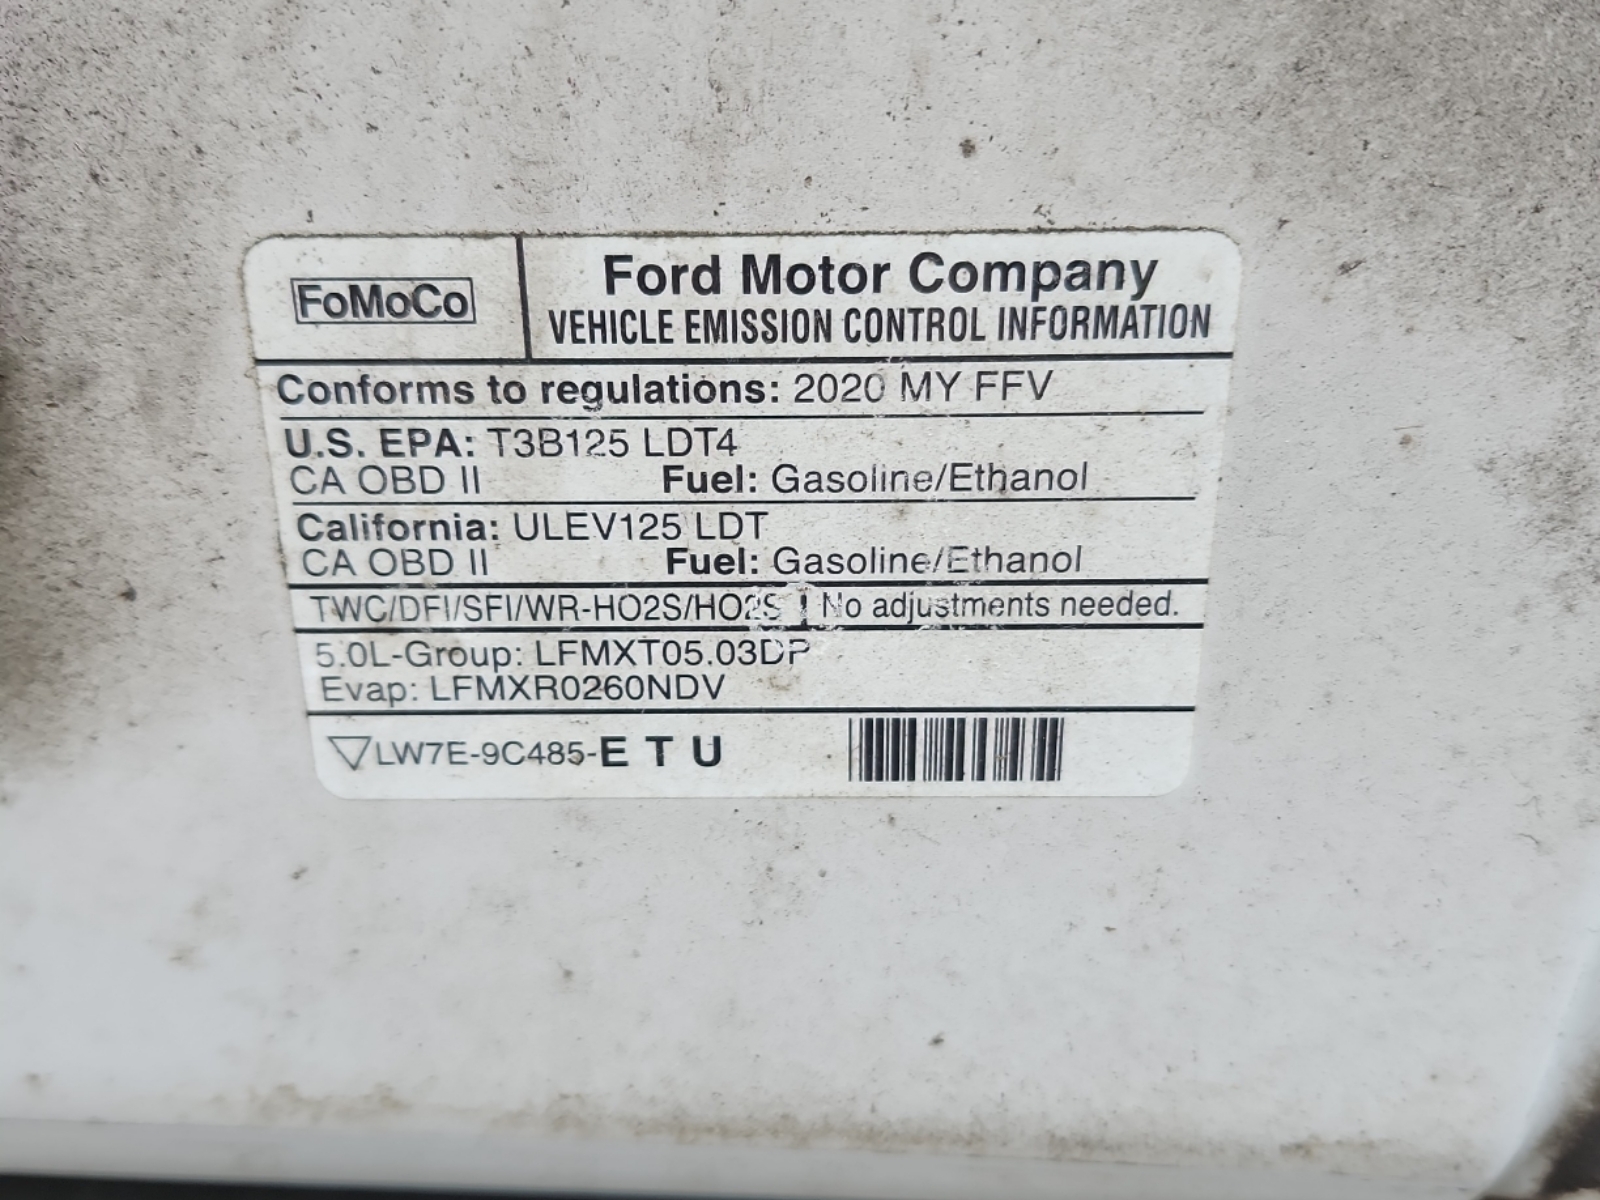 FoMoCo
Ford Motor Company
VEHICLE EMISSION CONTROL INFORMATION
Conforms to regulations: 2020 MY FFV
U.S. EPA: T3B125 LDT4
CA OBD II Fuel: Gasoline/Ethanol
California: ULEV125 LDT
CA OBD II Fuel: Gasoline/Ethanol
TWC/DFI/SFI/WR-HO2S/HO2S No adjustments needed.
5.0L-Group: LFMXT05.03DP
Evap: LFMXR0260NDV
LW7E-9C485-E T U